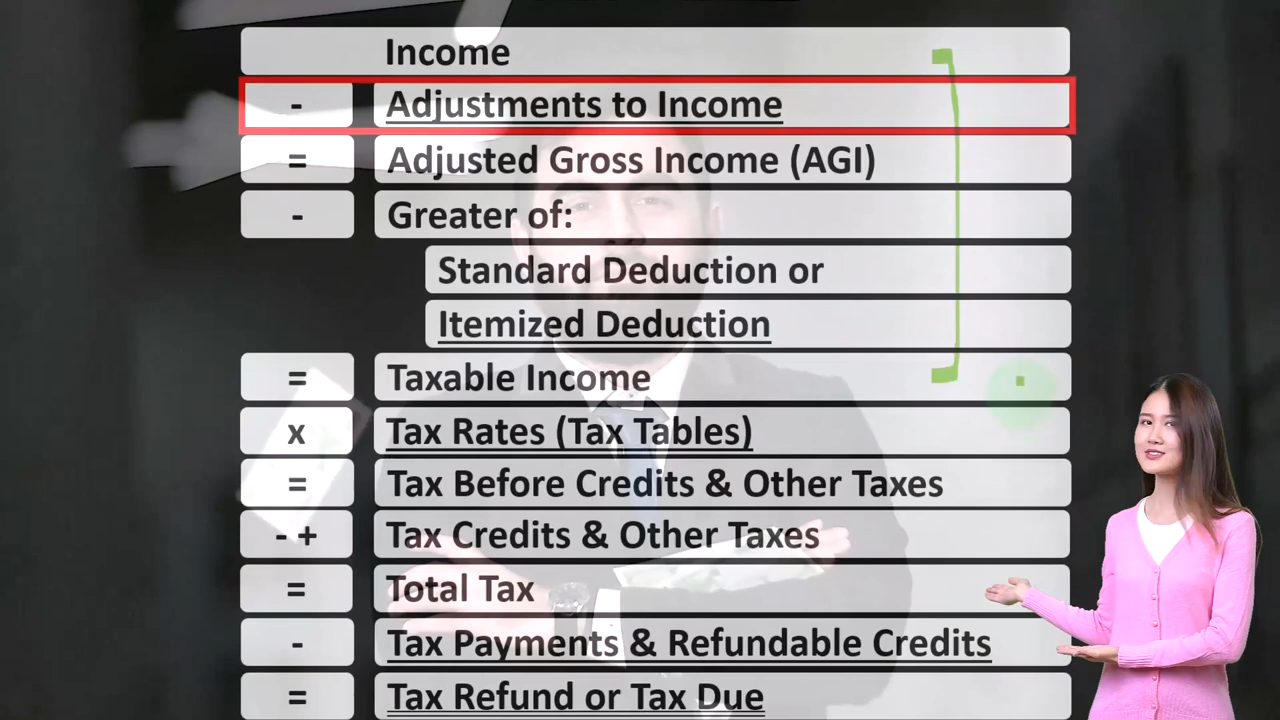 Income
- Adjustments to Income
= Adjusted Gross Income (AGI)
- Greater of:
Standard Deduction or
Itemized Deduction
= Taxable Income
x Tax Rates (Tax Tables)
= Tax Before Credits & Other Taxes
- + Tax Credits & Other Taxes
= Total Tax
- Tax Payments & Refundable Credits
= Tax Refund or Tax Due